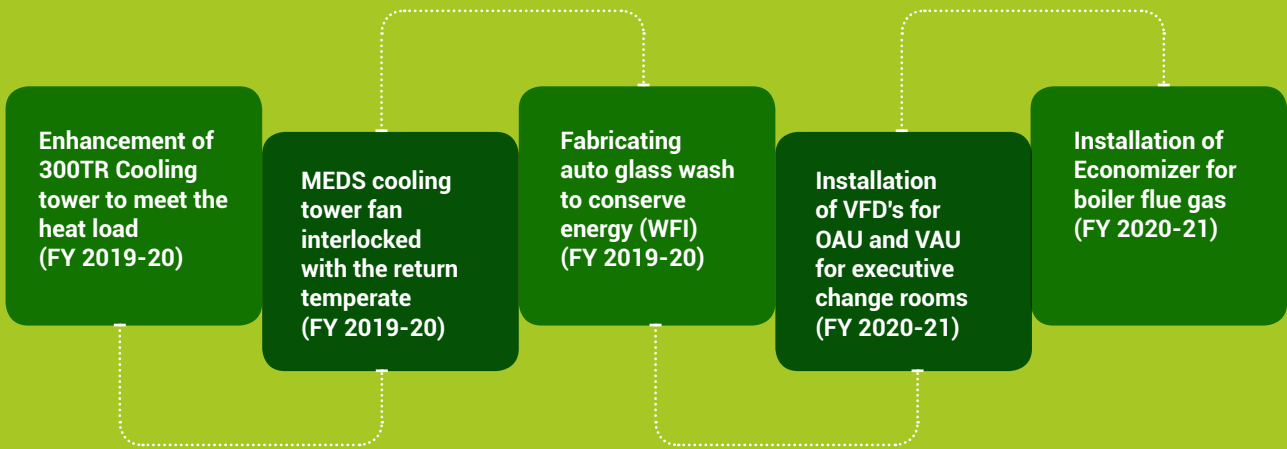 Enhancement of
300TR Cooling
tower to meet the
heat load
(FY 2019-20)
MEDS cooling
tower fan
interlocked
with the return
temperate
(FY 2019-20)
Fabricating
auto glass wash
to conserve
energy (WFI)
(FY 2019-20)
Installation
of VFD's for
OAU and VAU
for executive
change rooms
(FY 2020-21)
Installation of
Economizer for
boiler flue gas
(FY 2020-21)